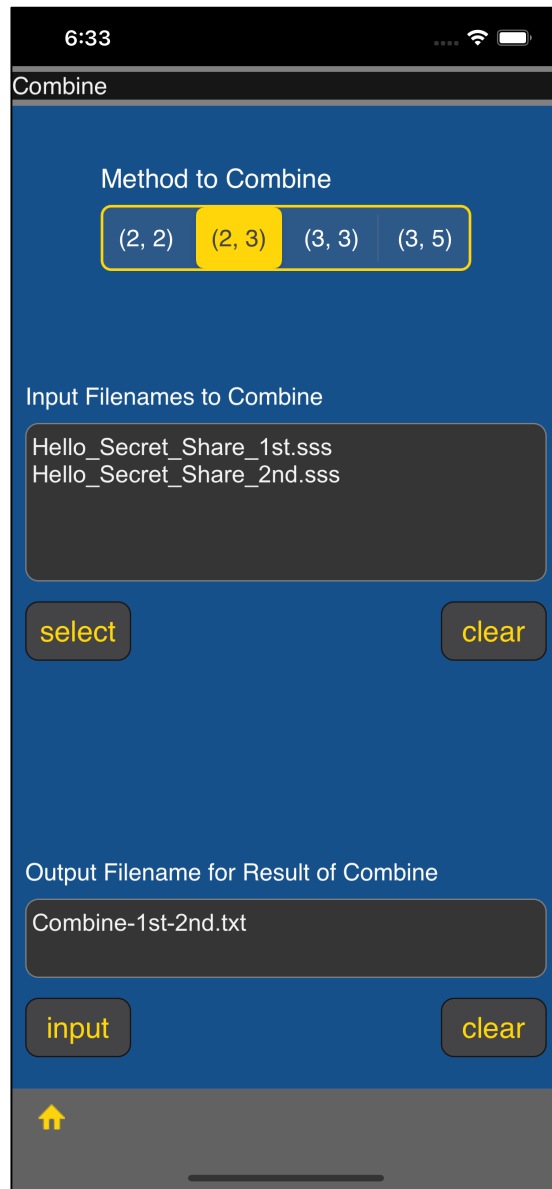 6:33
Combine
Method to Combine
(2, 2) (2, 3) (3, 3) (3, 5)
Input Filenames to Combine
Hello_Secret_Share_1st.sss
Hello_Secret_Share_2nd.sss
select clear
Output Filename for Result of Combine
Combine-1st-2nd.txt
input clear